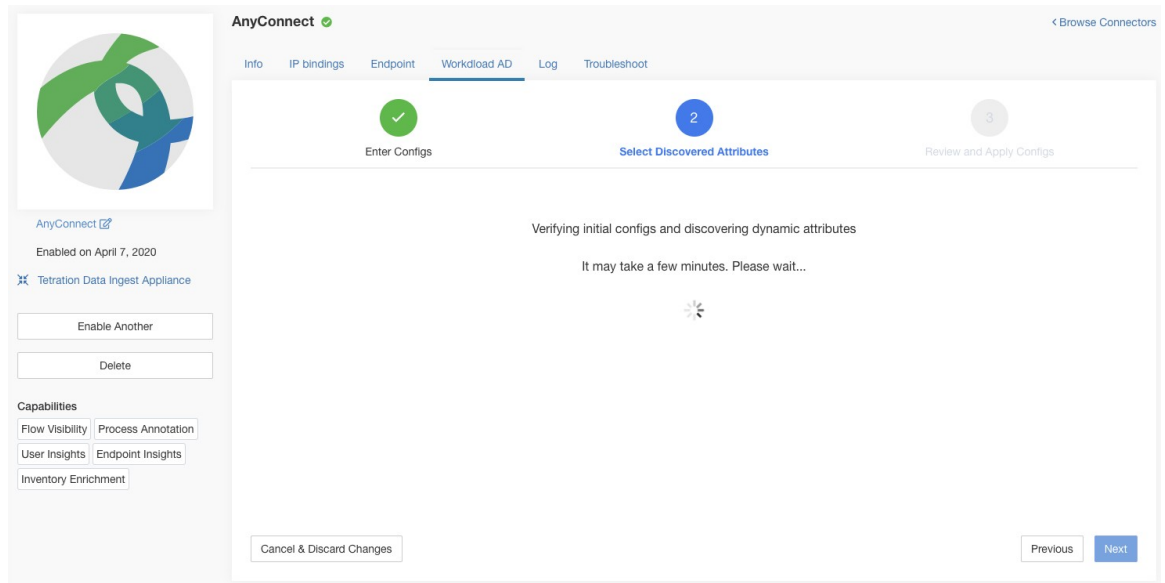 AnyConnect
< Browse Connectors
Info IP bindings Endpoint Workdload AD Log Troubleshoot
2 3
Enter Configs Select Discovered Attributes Review and Apply Configs
Verifying initial configs and discovering dynamic attributes
It may take a few minutes. Please wait...
AnyConnect
Enabled on April 7, 2020
Tetration Data Ingest Appliance
Enable Another
Delete
Capabilities
Flow Visibility Process Annotation
User Insights Endpoint Insights
Inventory Enrichment
Cancel & Discard Changes Previous Next